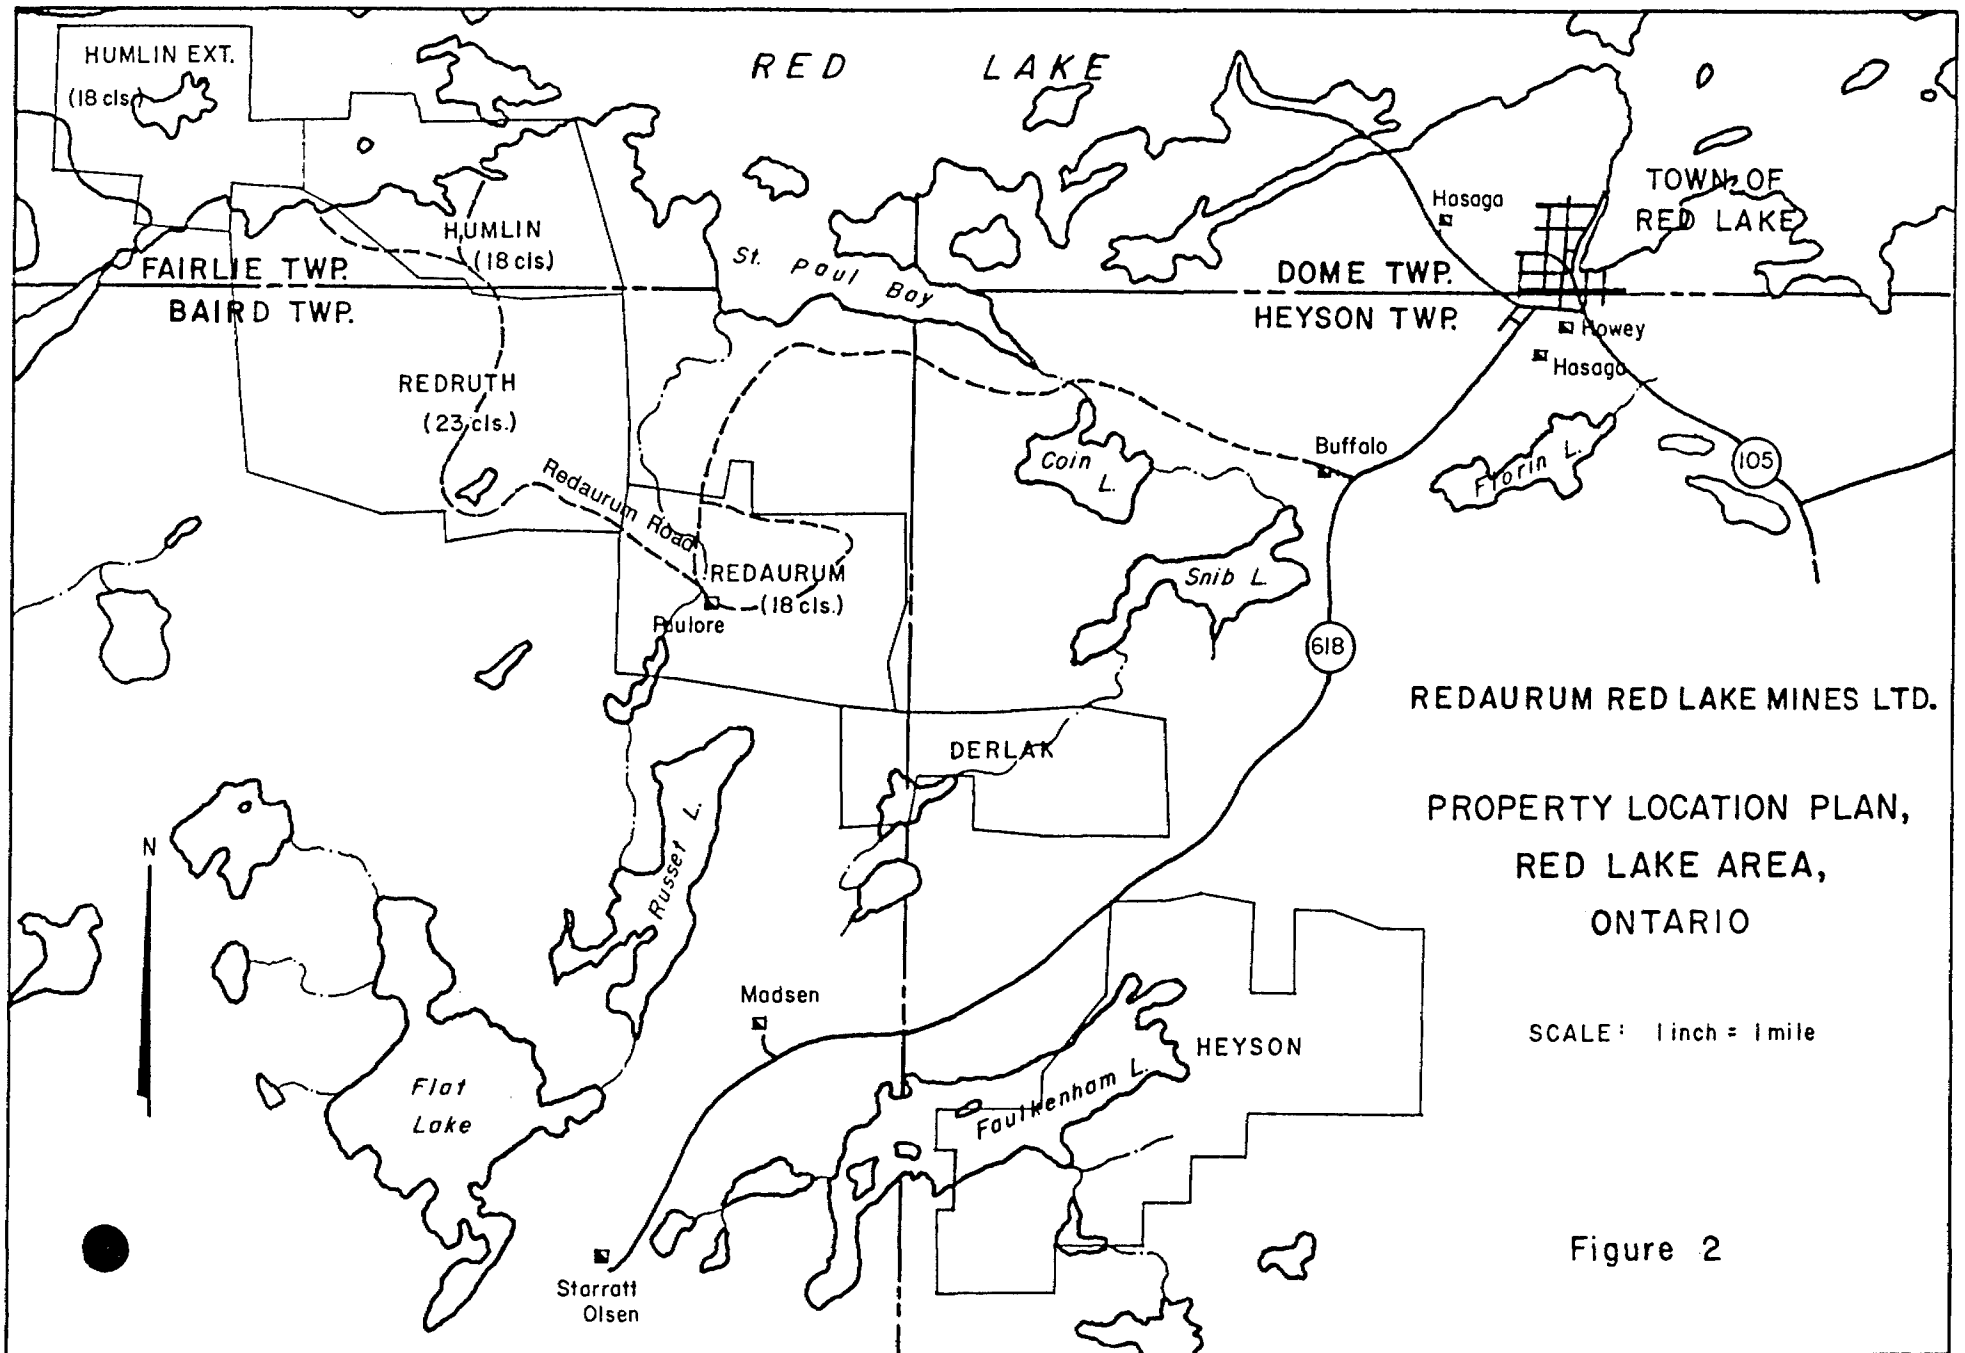 HUMLIN EXT.
(18 cls.)
RED LAKE
TOWN OF
RED LAKE
Hasaga
HUMLIN
(18 cls.)
St. Paul Bay
FAIRLIE TWP.
BAIRD TWP.
DOME TWP.
HEYSON TWP.
Howey
Hasaga
REDRUTH
(23 cls.)
Buffalo
Coin
L.
Florin L.
105
Redaurum Road
REDAURUM
(18 cls.)
Paulore
Snib L.
618
REDAURUM RED LAKE MINES LTD.
DERLAK
PROPERTY LOCATION PLAN,
RED LAKE AREA,
ONTARIO
N
Russet L.
Madsen
SCALE: 1 inch = 1 mile
HEYSON
Faulkenham L.
Flat
Lake
Starratt
Olsen
Figure 2